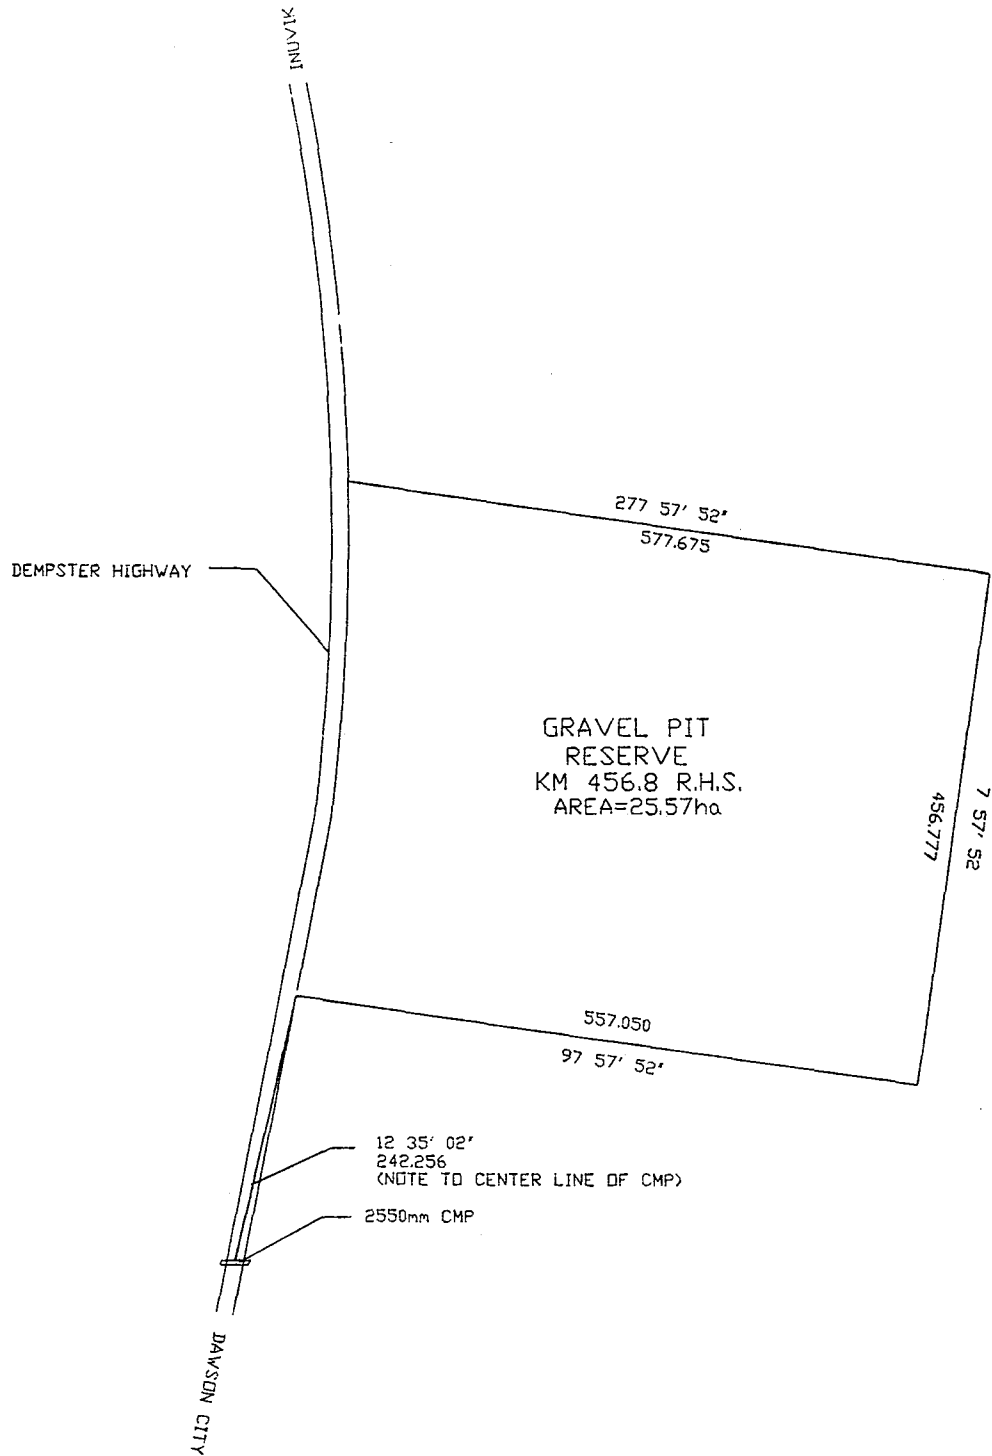 INUVIK
277 57' 52"
577.675
DEMPSTER HIGHWAY
GRAVEL PIT
RESERVE
KM 456.8 R.H.S.
AREA=25.57ha
7 57' 52
456.777
557.050
97 57' 52"
12 35' 02"
242.256
(NOTE TO CENTER LINE OF CMP)
2550mm CMP
DAWSON CITY